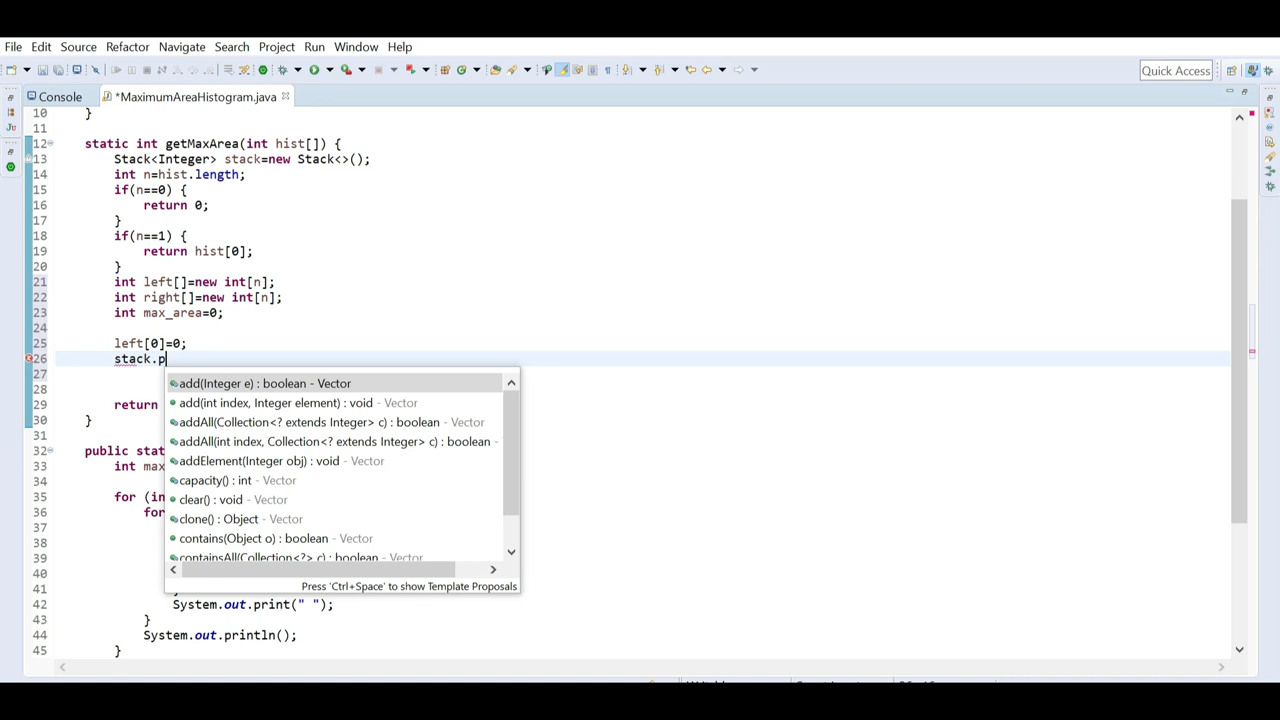 File Edit Source Refactor Navigate Search Project Run Window Help
Quick Access
Console *MaximumAreaHistogram.java
10 }
11
12 static int getMaxArea(int hist[]) {
13 Stack<Integer> stack=new Stack<>();
14 int n=hist.length;
15 if(n==0) {
16 return 0;
17 }
18 if(n==1) {
19 return hist[0];
20 }
21 int left[]=new int[n];
22 int right[]=new int[n];
23 int max_area=0;
24
25 left[0]=0;
26 stack.p
27
28
29 return
30 }
31
32 public stat
33 int max
34
35 for (in
36 for
37
38
39
40
41
42 System.out.print(" ");
43 }
44 System.out.println();
45 }
add(Integer e) : boolean - Vector
add(int index, Integer element) : void - Vector
addAll(Collection<? extends Integer> c) : boolean - Vector
addAll(int index, Collection<? extends Integer> c) : boolean -
addElement(Integer obj) : void - Vector
capacity() : int - Vector
clear() : void - Vector
clone() : Object - Vector
contains(Object o) : boolean - Vector
containsAll(Collection<?> c) : boolean - Vector
Press 'Ctrl+Space' to show Template Proposals